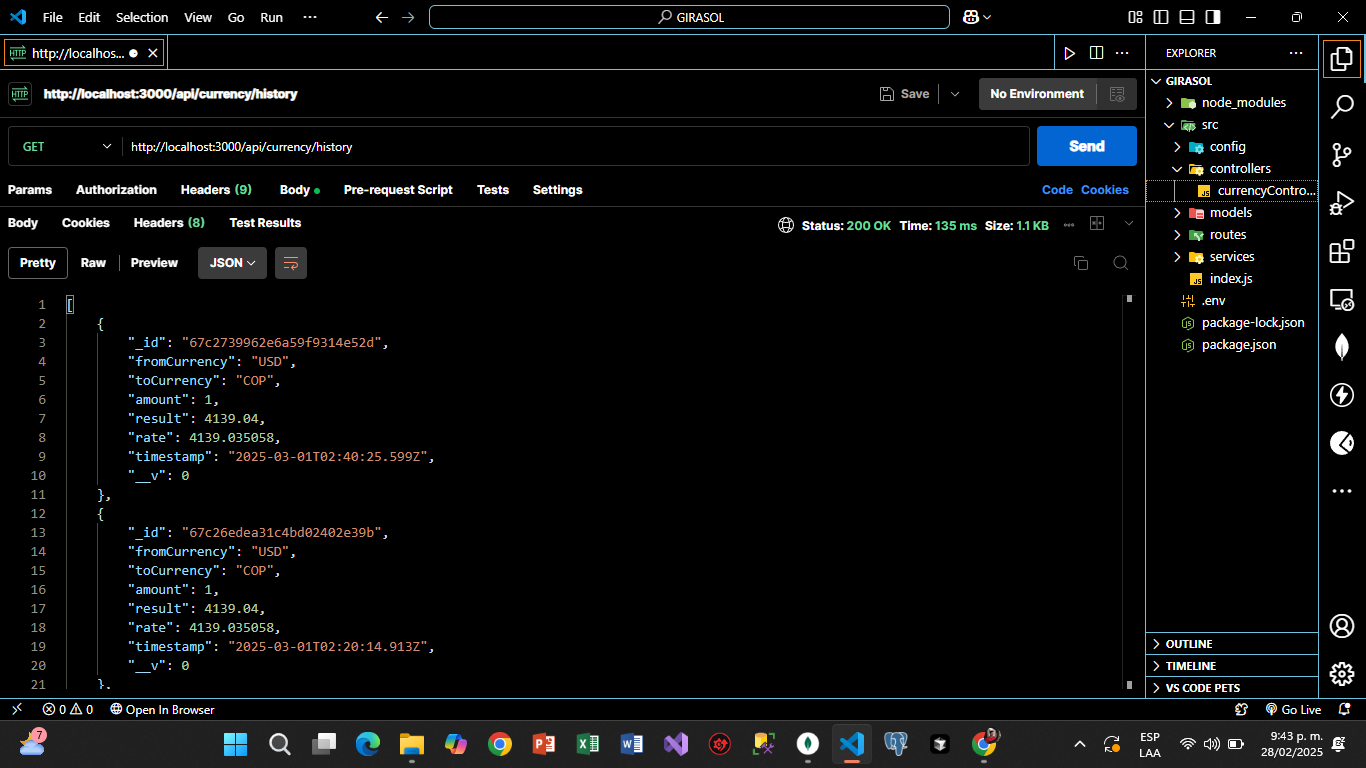 File Edit Selection View Go Run ··· GIRASOL
HTTP http://localhos...
EXPLORER
HTTP http://localhost:3000/api/currency/history Save No Environment
GET http://localhost:3000/api/currency/history Send
Params Authorization Headers (9) Body Pre-request Script Tests Settings Code Cookies
Body Cookies Headers (8) Test Results Status: 200 OK Time: 135 ms Size: 1.1 KB
Pretty Raw Preview JSON
1 [
2 {
3 "_id": "67c2739962e6a59f9314e52d",
4 "fromCurrency": "USD",
5 "toCurrency": "COP",
6 "amount": 1,
7 "result": 4139.04,
8 "rate": 4139.035058,
9 "timestamp": "2025-03-01T02:40:25.599Z",
10 "__v": 0
11 },
12 {
13 "_id": "67c26edea31c4bd02402e39b",
14 "fromCurrency": "USD",
15 "toCurrency": "COP",
16 "amount": 1,
17 "result": 4139.04,
18 "rate": 4139.035058,
19 "timestamp": "2025-03-01T02:20:14.913Z",
20 "__v": 0
21 },
GIRASOL
node_modules
src
config
controllers
JS currencyContro...
models
routes
services
JS index.js
.env
package-lock.json
package.json
OUTLINE
TIMELINE
VS CODE PETS
0 0 Open In Browser Go Live
7
ESP
LAA
9:43 p. m.
28/02/2025